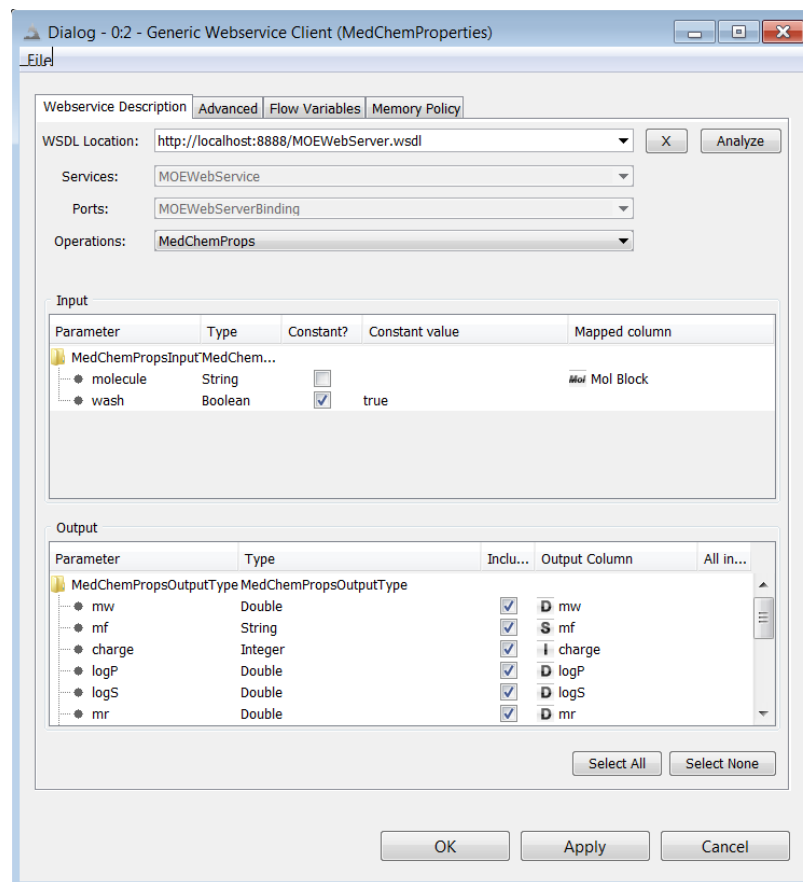 Dialog - 0:2 - Generic Webservice Client (MedChemProperties)
File
Webservice Description Advanced Flow Variables Memory Policy
WSDL Location: http://localhost:8888/MOEWebServer.wsdl X Analyze
Services: MOEWebService
Ports: MOEWebServerBinding
Operations: MedChemProps
Input
Parameter Type Constant? Constant value Mapped column
MedChemPropsInputT MedChem...
molecule String Mol Mol Block
wash Boolean true
Output
Parameter Type Inclu... Output Column All in...
MedChemPropsOutputType MedChemPropsOutputType
mw Double D mw
mf String S mf
charge Integer I charge
logP Double D logP
logS Double D logS
mr Double D mr
Select All Select None
OK Apply Cancel